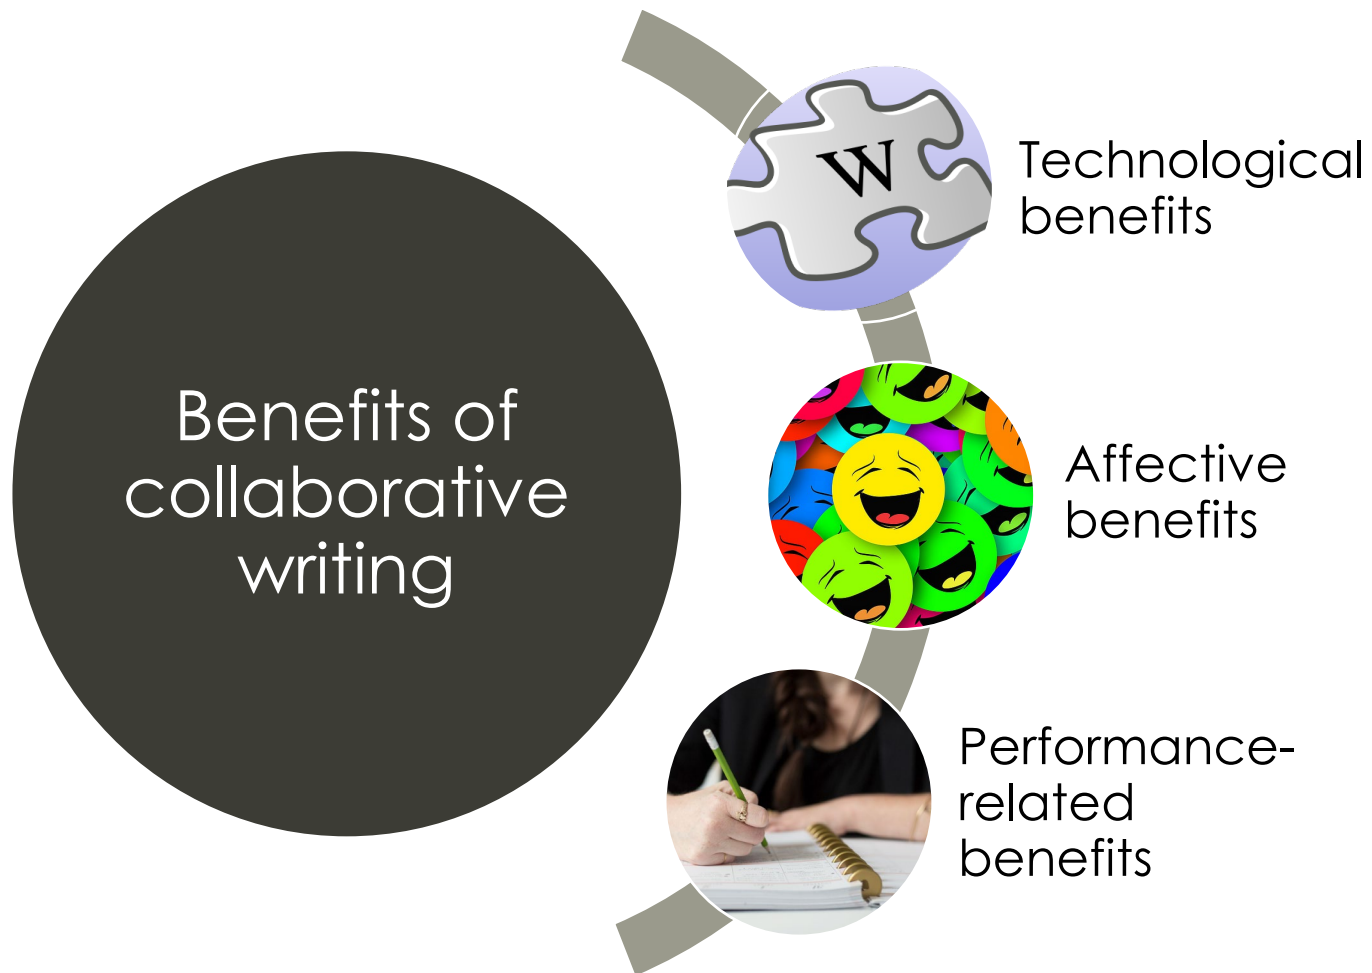 Benefits of
collaborative
writing
W
Technological
benefits
Affective
benefits
Performance-
related
benefits